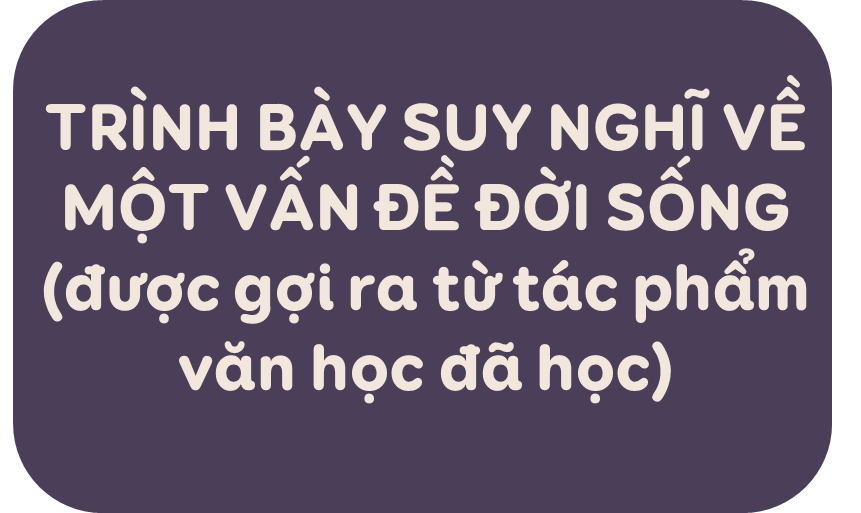 TRÌNH BÀY SUY NGHĨ VỀ
MỘT VẤN ĐỀ ĐỜI SỐNG
(được gợi ra từ tác phẩm
văn học đã học)